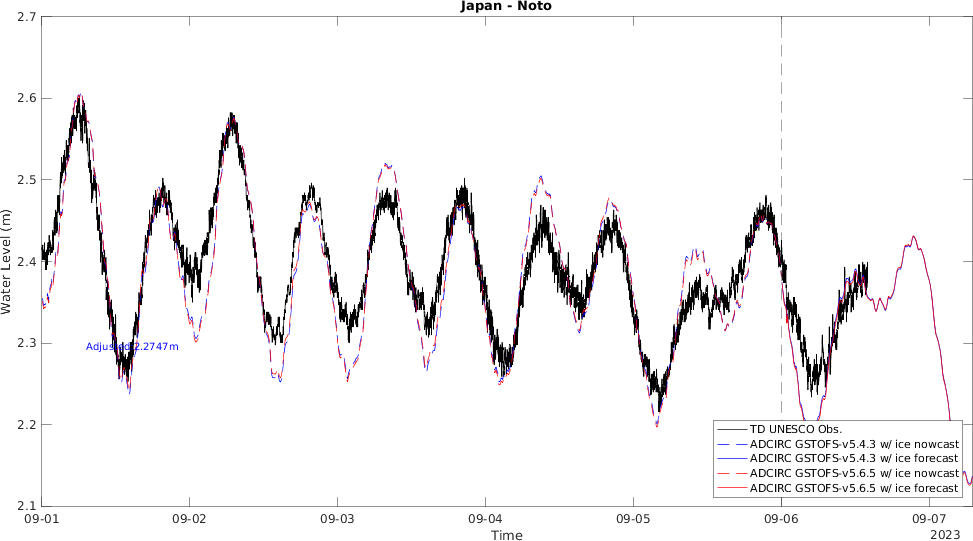 Japan - Noto
2.7
2.6
2.5
2.4
2.3
2.2
2.1
Water Level (m)
Adjusted 2.2747m
TD UNESCO Obs.
ADCIRC GSTOFS-v5.4.3 w/ ice nowcast
ADCIRC GSTOFS-v5.4.3 w/ ice forecast
ADCIRC GSTOFS-v5.6.5 w/ ice nowcast
ADCIRC GSTOFS-v5.6.5 w/ ice forecast
09-01 09-02 09-03 09-04 09-05 09-06 09-07
Time
2023